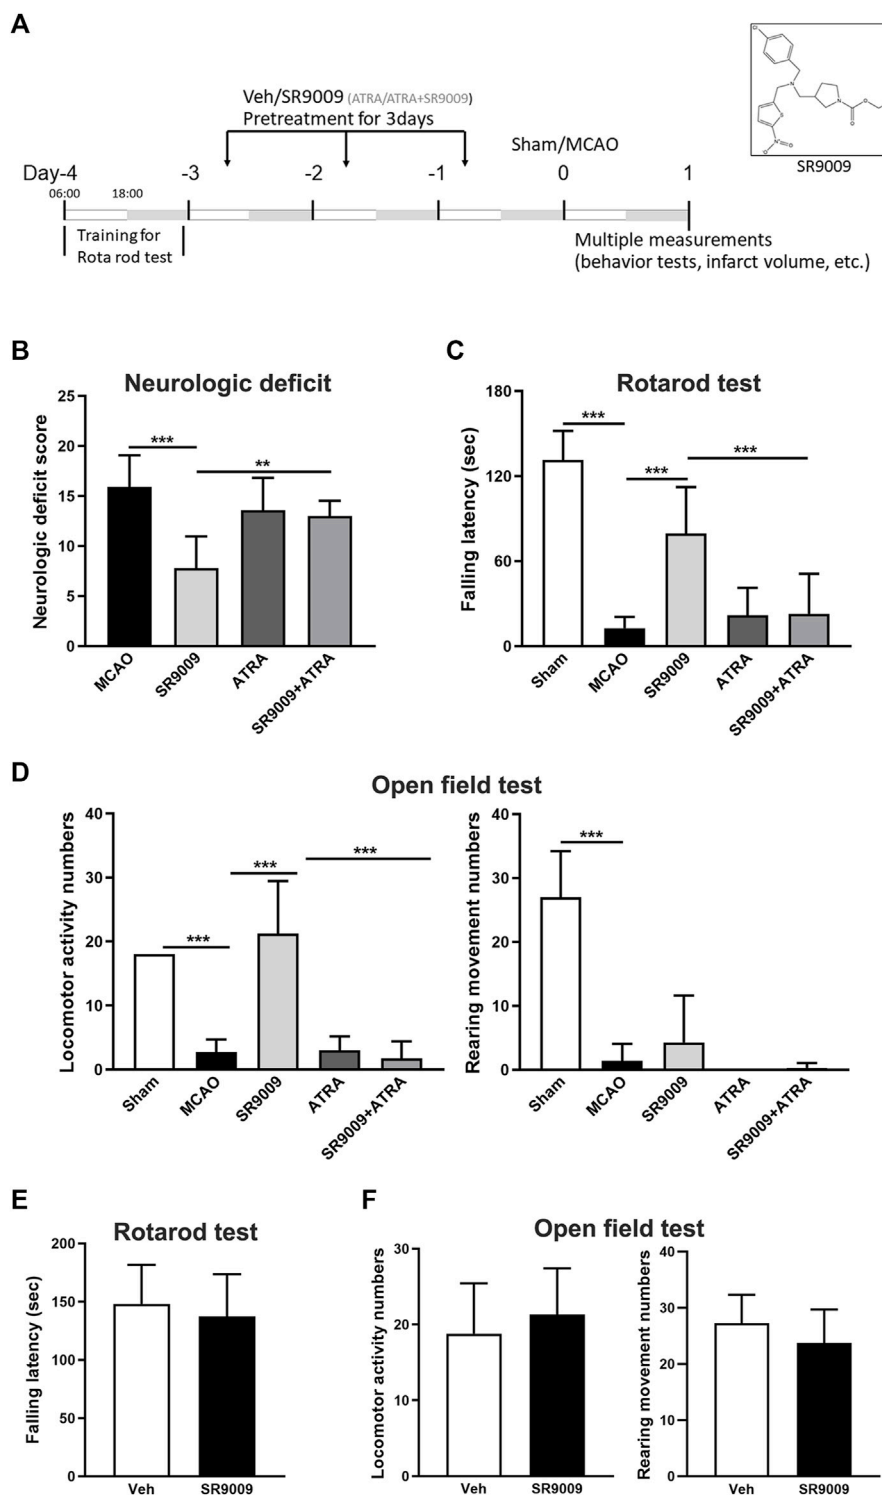 A
Veh/SR9009 (ATRA/ATRA+SR9009)
Pretreatment for 3days
Sham/MCAO
Day-4 -3 -2 -1 0 1
06:00 18:00
Training for
Rota rod test
Multiple measurements
(behavior tests, infarct volume, etc.)
Cl
N
S
N
O
O
N+
O-
O
SR9009
B
Neurologic deficit
Neurologic deficit score
25
20
15
10
5
0
***
**
MCAO
SR9009
ATRA
SR9009+ATRA
C
Rotarod test
Falling latency (sec)
180
120
60
0
***
***
***
Sham
MCAO
SR9009
ATRA
SR9009+ATRA
D
Open field test
Locomotor activity numbers
40
30
20
10
0
***
***
***
Sham
MCAO
SR9009
ATRA
SR9009+ATRA
Rearing movement numbers
40
30
20
10
0
***
Sham
MCAO
SR9009
ATRA
SR9009+ATRA
E
Rotarod test
Falling latency (sec)
200
150
100
50
0
Veh
SR9009
F
Open field test
Locomotor activity numbers
30
20
10
0
Veh
SR9009
Rearing movement numbers
40
30
20
10
0
Veh
SR9009